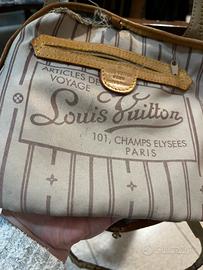 ARTICLES DE
VOYAGE
Louis Vuitton
101, CHAMPS ELYSEES
PARIS